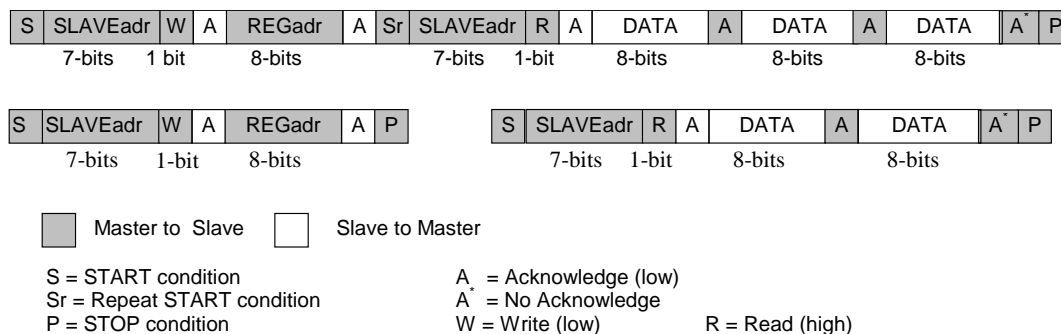 S SLAVEadr W A REGadr A Sr SLAVEadr R A DATA A DATA A DATA A* P
7-bits 1 bit 8-bits 7-bits 1-bit 8-bits 8-bits 8-bits
S SLAVEadr W A REGadr A P
7-bits 1-bit 8-bits
S SLAVEadr R A DATA A DATA A* P
7-bits 1-bit 8-bits 8-bits
Master to Slave Slave to Master
S = START condition
Sr = Repeat START condition
P = STOP condition
A = Acknowledge (low)
A* = No Acknowledge
W = Write (low) R = Read (high)